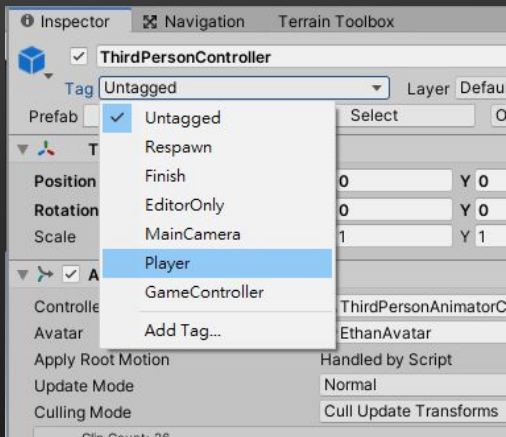 Inspector Navigation Terrain Toolbox
ThirdPersonController
Tag Untagged Layer Defau
Prefab Select O
Untagged
Respawn
Finish
EditorOnly
MainCamera
Player
GameController
Add Tag...
T
Position 0 Y 0
Rotation 0 Y 0
Scale 1 Y 1
A
Controlle ThirdPersonAnimatorC
Avatar EthanAvatar
Apply Root Motion Handled by Script
Update Mode Normal
Culling Mode Cull Update Transforms